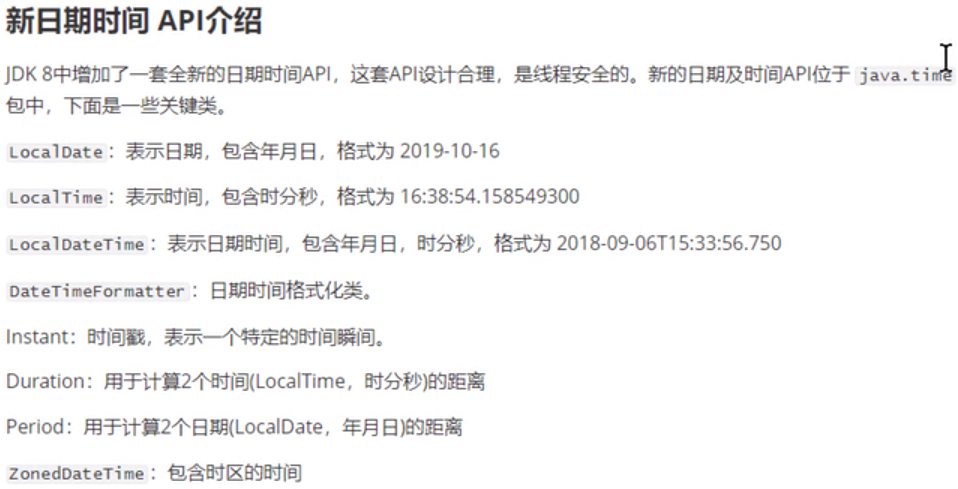 新日期时间 API介绍
JDK 8中增加了一套全新的日期时间API，这套API设计合理，是线程安全的。新的日期及时间API位于 java.time
包中，下面是一些关键类。
LocalDate：表示日期，包含年月日，格式为 2019-10-16
LocalTime：表示时间，包含时分秒，格式为 16:38:54.158549300
LocalDateTime：表示日期时间，包含年月日，时分秒，格式为 2018-09-06T15:33:56.750
DateTimeFormatter：日期时间格式化类。
Instant：时间戳，表示一个特定的时间瞬间。
Duration：用于计算2个时间(LocalTime，时分秒)的距离
Period：用于计算2个日期(LocalDate，年月日)的距离
ZonedDateTime：包含时区的时间